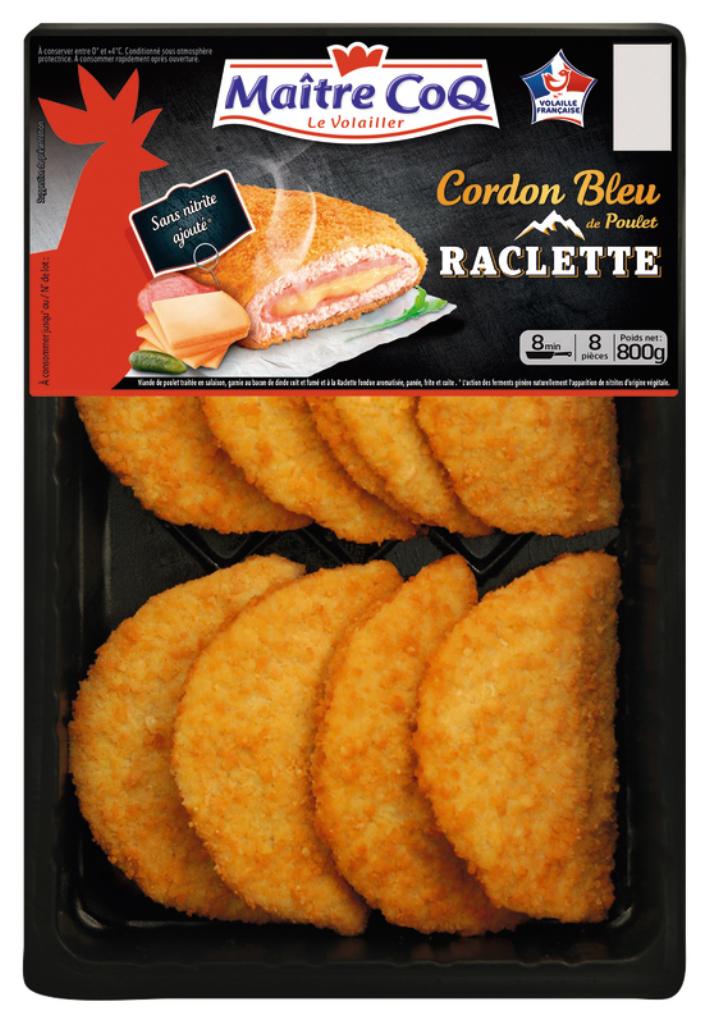 À conserver entre 0° et +4°C. Conditionné sous atmosphère
protectrice. À consommer rapidement après ouverture.
Maître CoQ
Le Volailler
VOLAILLE
FRANÇAISE
Suggestion de présentation
Sans nitrite
ajouté*
Cordon Bleu
de Poulet
RACLETTE
8 min
8
pièces
Poids net:
800g
À consommer jusqu'au / N° de lot :
Viande de poulet traitée en salaison, garnie au bacon de dinde cuit et fumé et à la Raclette fondue aromatisée, panée, frite et cuite. * L'action des ferments génère naturellement l'apparition de nitrites d'origine végétale.